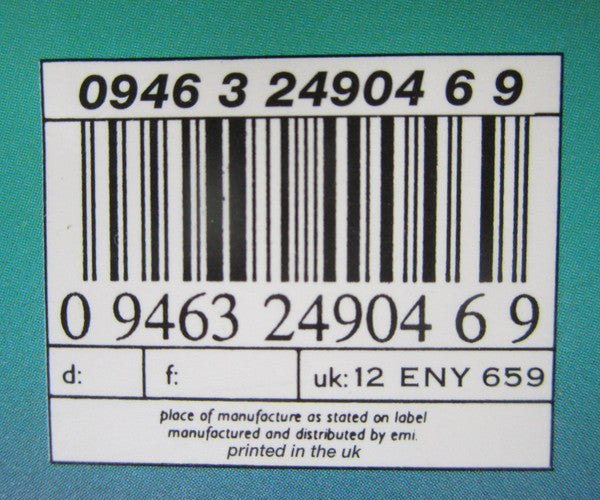 0946 3 24904 6 9
0 9463 24904 6 9
d: f: uk: 12 ENY 659
place of manufacture as stated on label
manufactured and distributed by emi.
printed in the uk